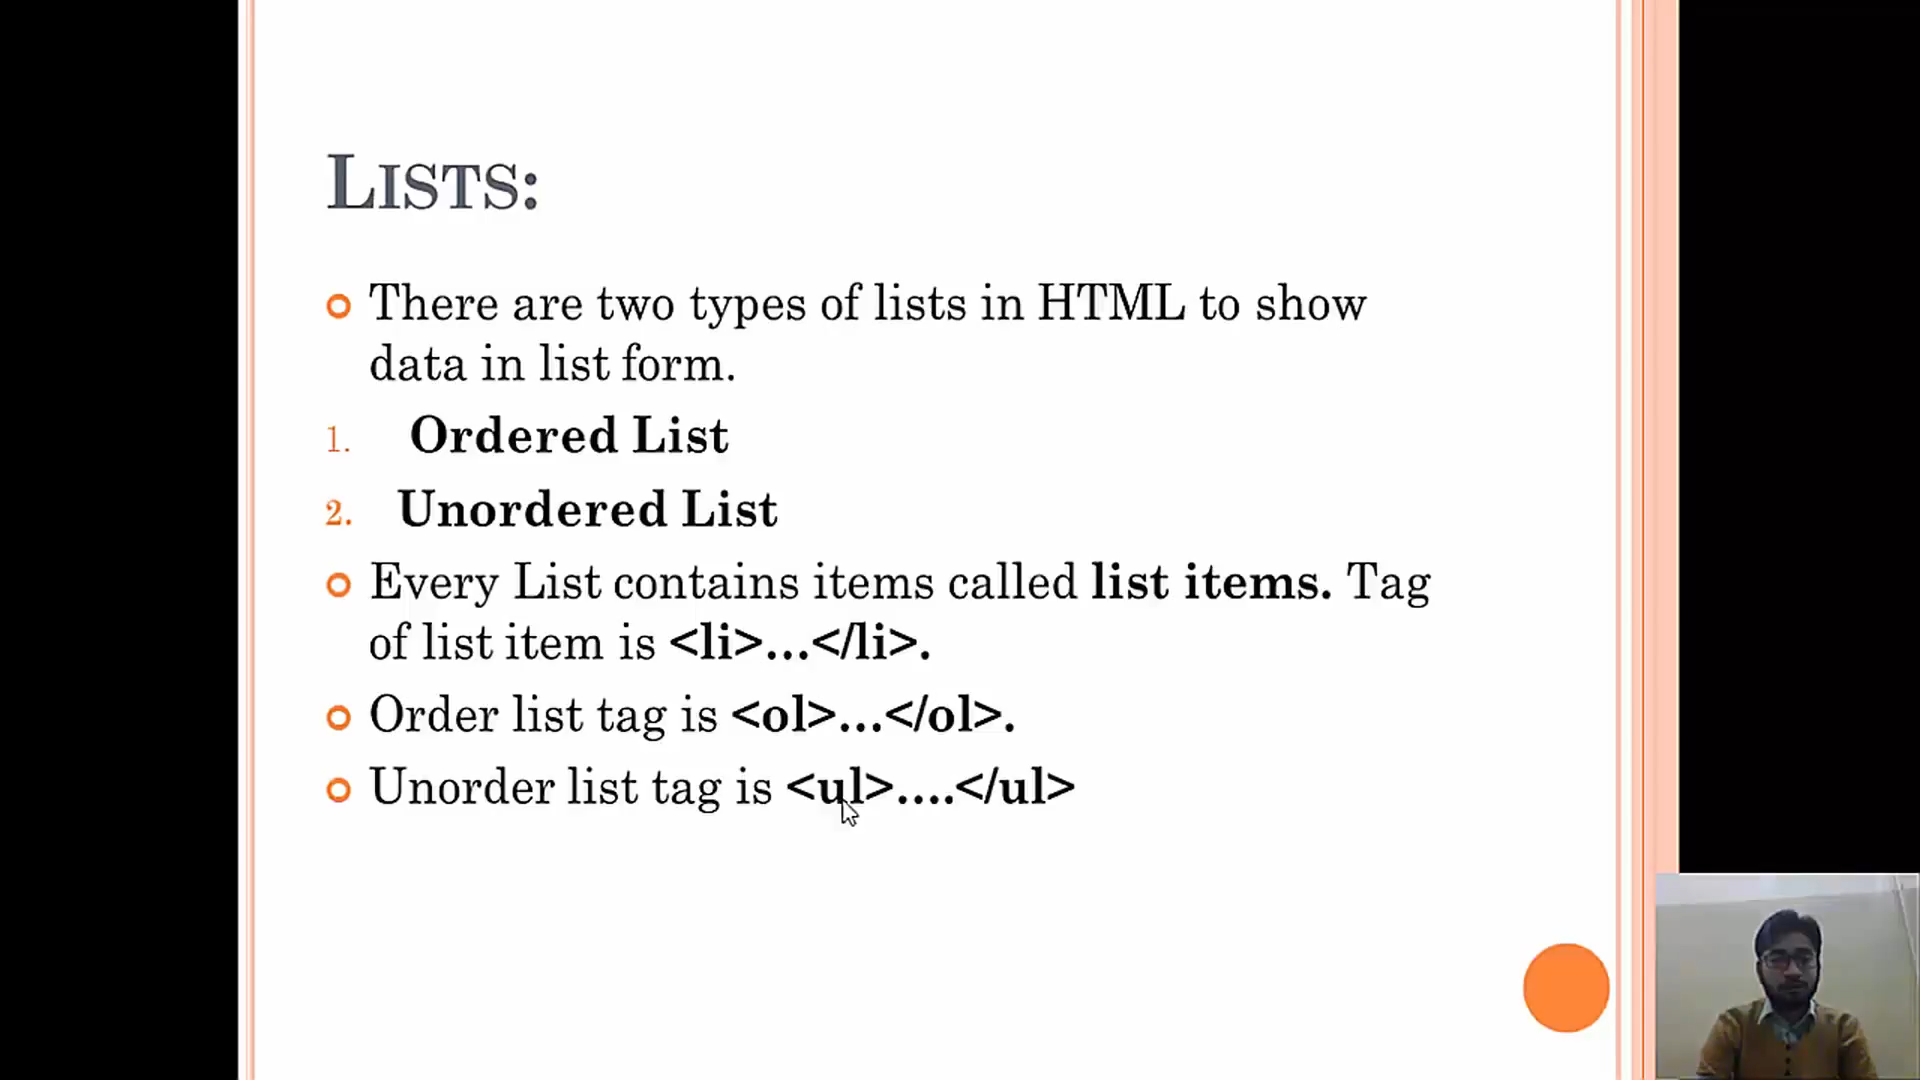 LISTS:
There are two types of lists in HTML to show
data in list form.
1. Ordered List
2. Unordered List
Every List contains items called list items. Tag
of list item is <li>...</li>.
Order list tag is <ol>...</ol>.
Unorder list tag is <ul>....</ul>